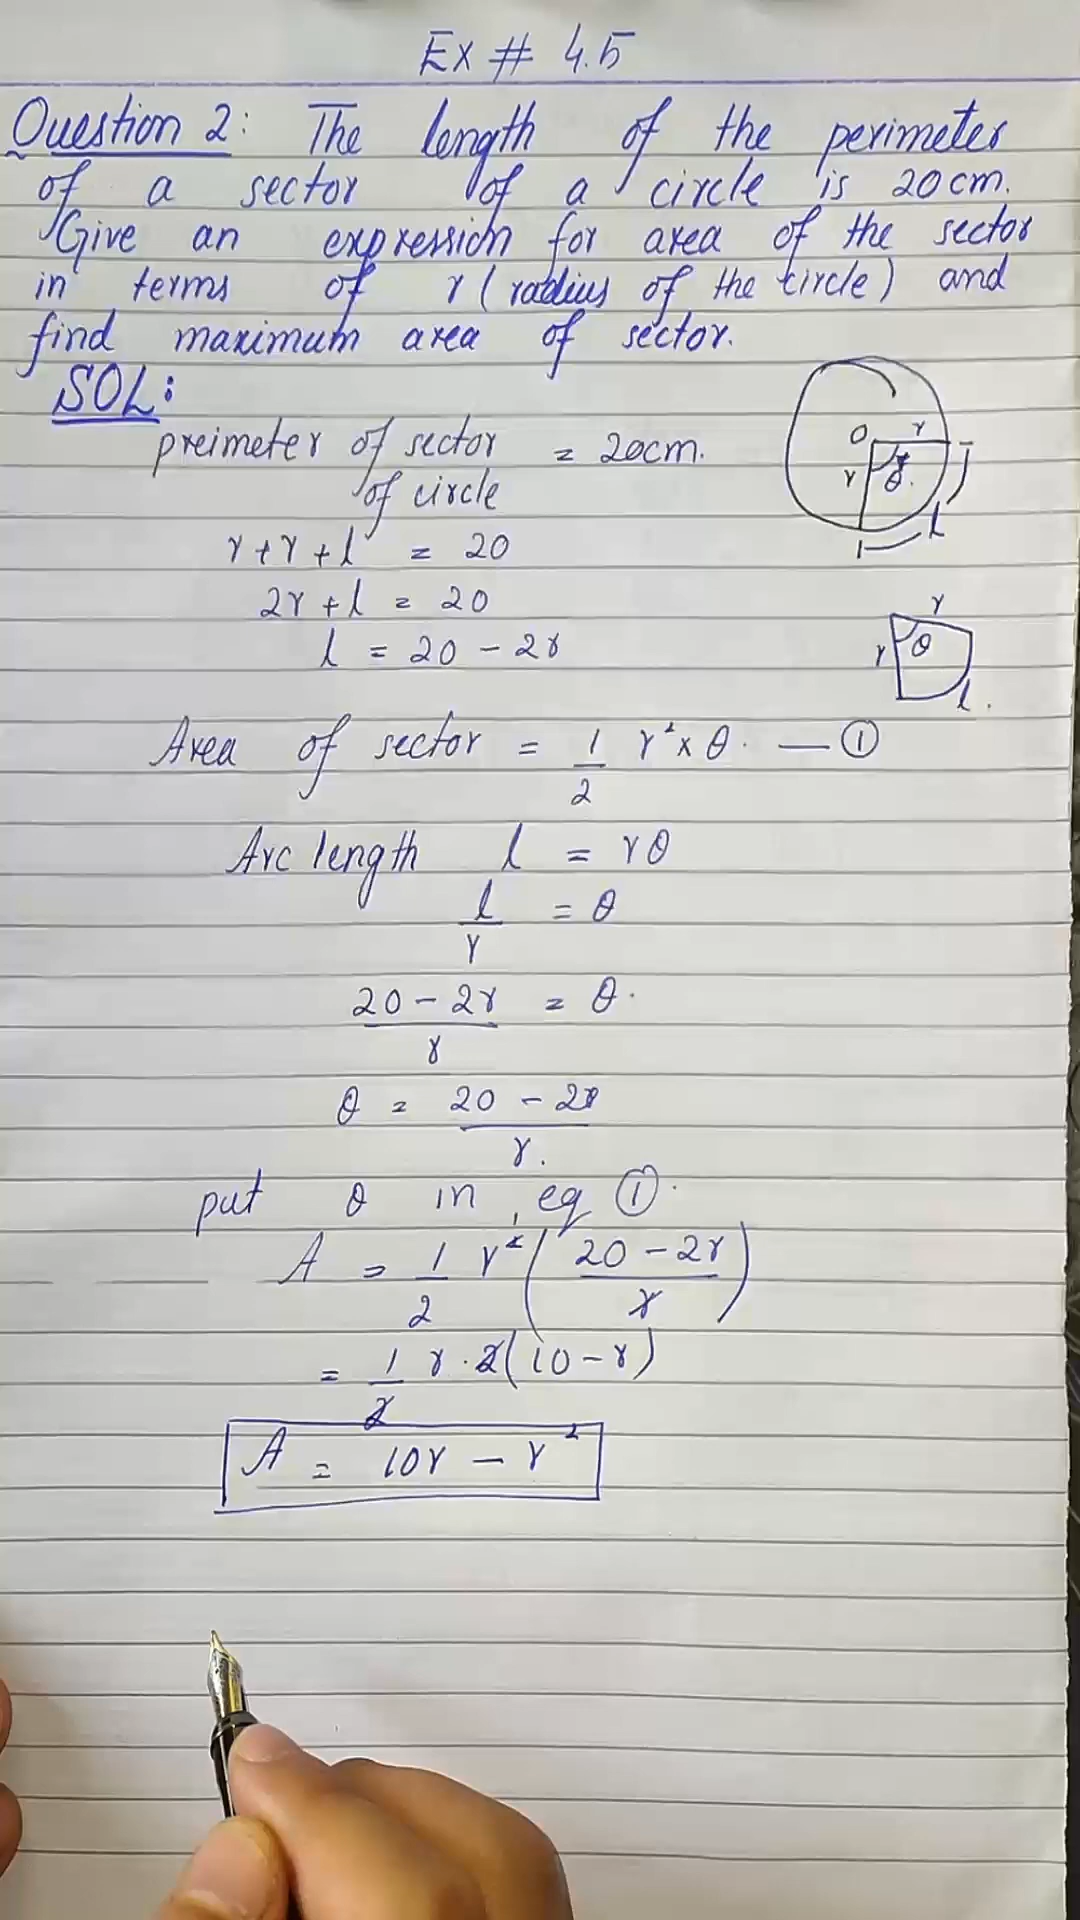 Ex # 4.5
Question 2: The length of the perimeter
of a sector of a circle is 20cm.
Give an expression for area of the sector
in terms of r (radius of the circle) and
find maximum area of sector.
SOL:
preimeter of sector = 20cm.
of circle
O r
r θ.
l
r + r + l = 20
2r + l = 20
l = 20 - 2r
r
r θ
l.
Area of sector = 1/2 r² x θ. — ①
Arc length l = rθ
l/r = θ
20 - 2r / r = θ.
θ = 20 - 2r / r.
put θ in eq ①.
A = 1/2 r² (20 - 2r / r)
= 1/2 r . 2(10 - r)
A = 10r - r²